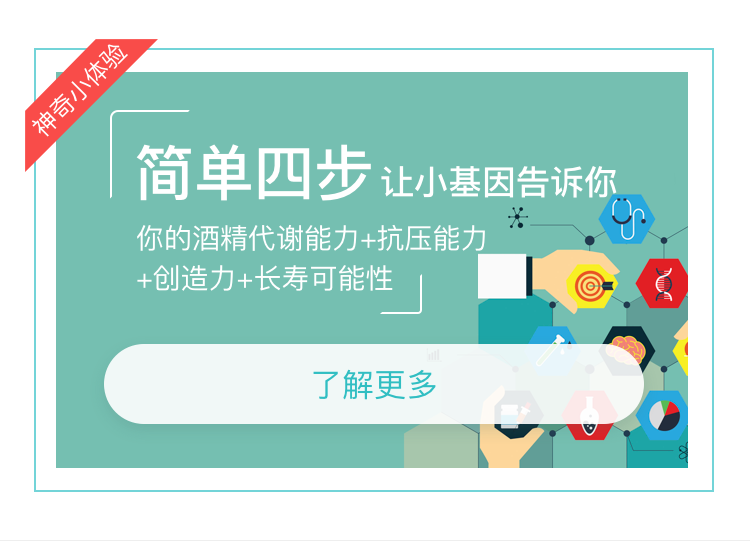 神奇小体验
简单四步 让小基因告诉你
你的酒精代谢能力+抗压能力
+创造力+长寿可能性
了解更多